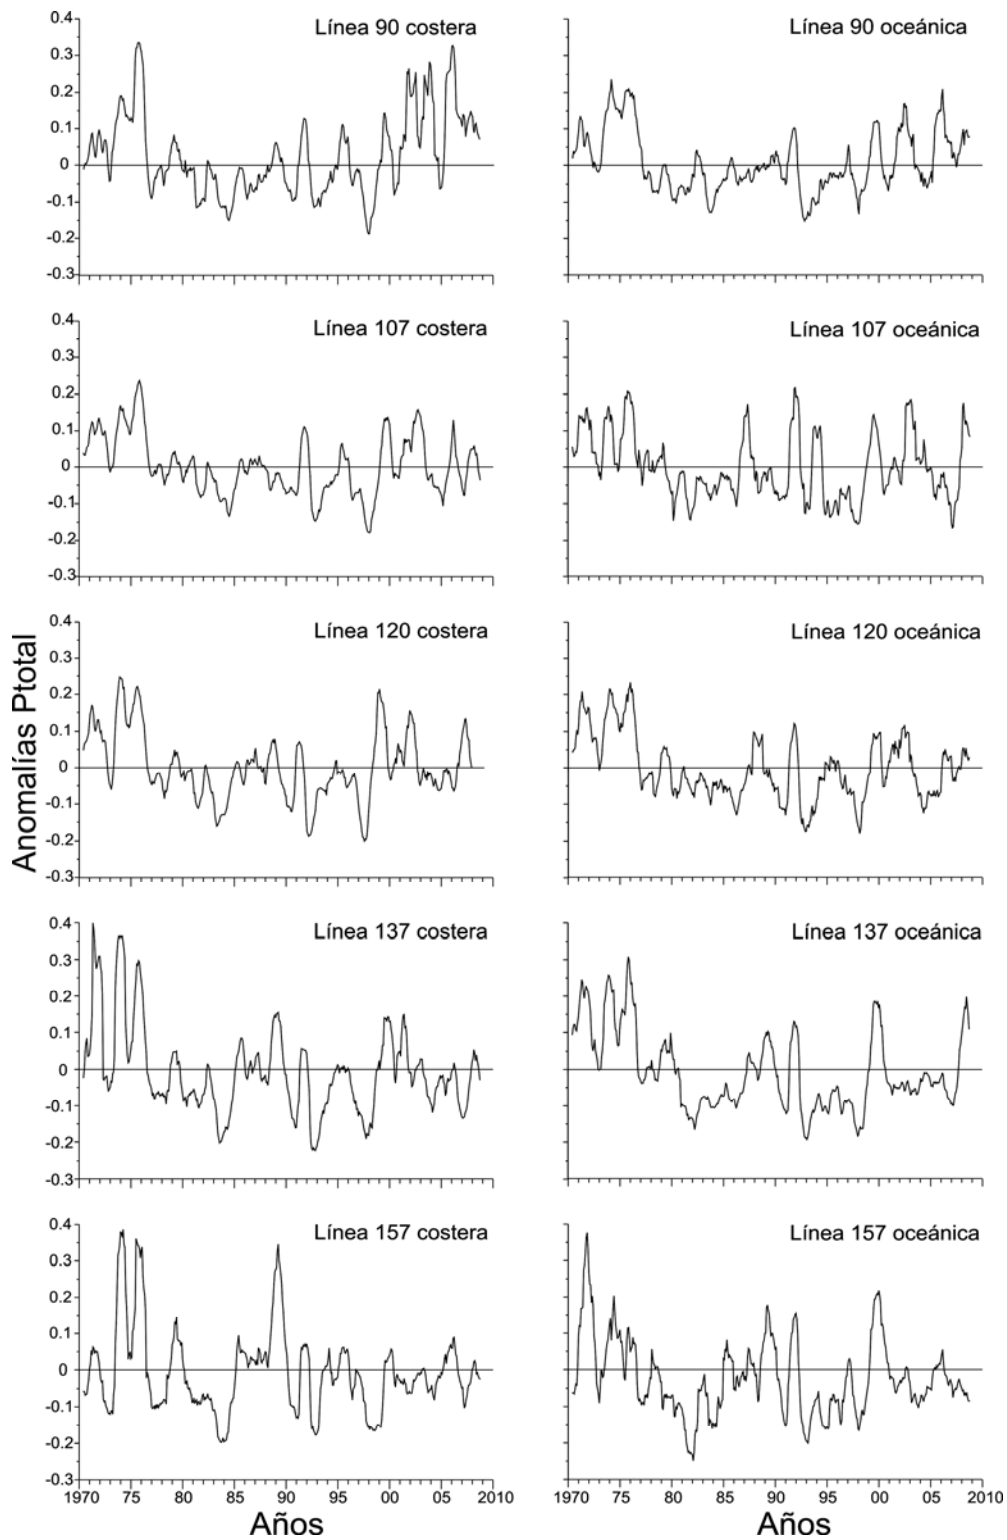 Anomalías Ptotal
Línea 90 costera
0.4
0.3
0.2
0.1
0
-0.1
-0.2
-0.3
Línea 90 oceánica
Línea 107 costera
0.4
0.3
0.2
0.1
0
-0.1
-0.2
-0.3
Línea 107 oceánica
Línea 120 costera
0.4
0.3
0.2
0.1
0
-0.1
-0.2
-0.3
Línea 120 oceánica
Línea 137 costera
0.4
0.3
0.2
0.1
0
-0.1
-0.2
-0.3
Línea 137 oceánica
Línea 157 costera
0.4
0.3
0.2
0.1
0
-0.1
-0.2
-0.3
1970 75 80 85 90 95 00 05 2010
Años
Línea 157 oceánica
1970 75 80 85 90 95 00 05 2010
Años